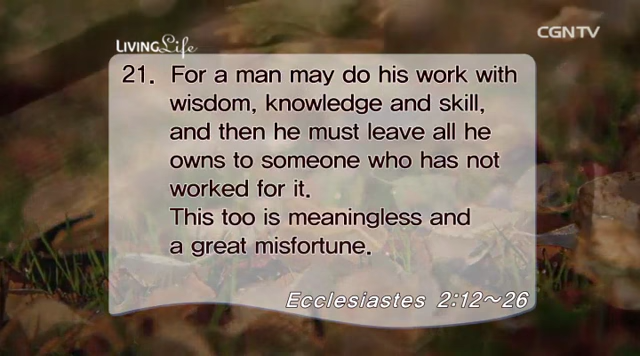 LIVING Life
CGNTV
21. For a man may do his work with
wisdom, knowledge and skill,
and then he must leave all he
owns to someone who has not
worked for it.
This too is meaningless and
a great misfortune.
Ecclesiastes 2:12~26